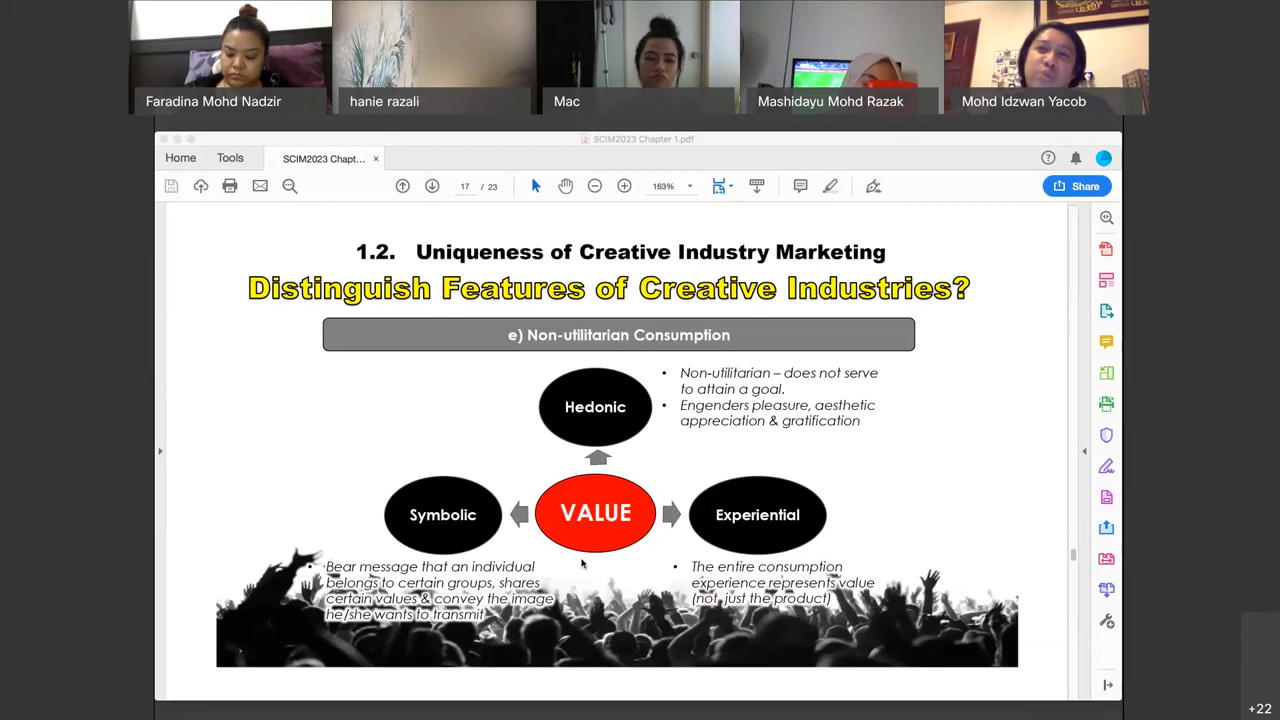 Faradina Mohd Nadzir
hanie razali
Mac
Mashidayu Mohd Razak
Mohd Idzwan Yacob
SCIM2023 Chapter 1.pdf
Home
Tools
SCIM2023 Chapt...
17 / 23
163%
Share
1.2. Uniqueness of Creative Industry Marketing
Distinguish Features of Creative Industries?
e) Non-utilitarian Consumption
Hedonic
• Non-utilitarian – does not serve
to attain a goal.
• Engenders pleasure, aesthetic
appreciation & gratification
Symbolic
VALUE
Experiential
• Bear message that an individual
belongs to certain groups, shares
certain values & convey the image
he/she wants to transmit
• The entire consumption
experience represents value
(not just the product)
+22